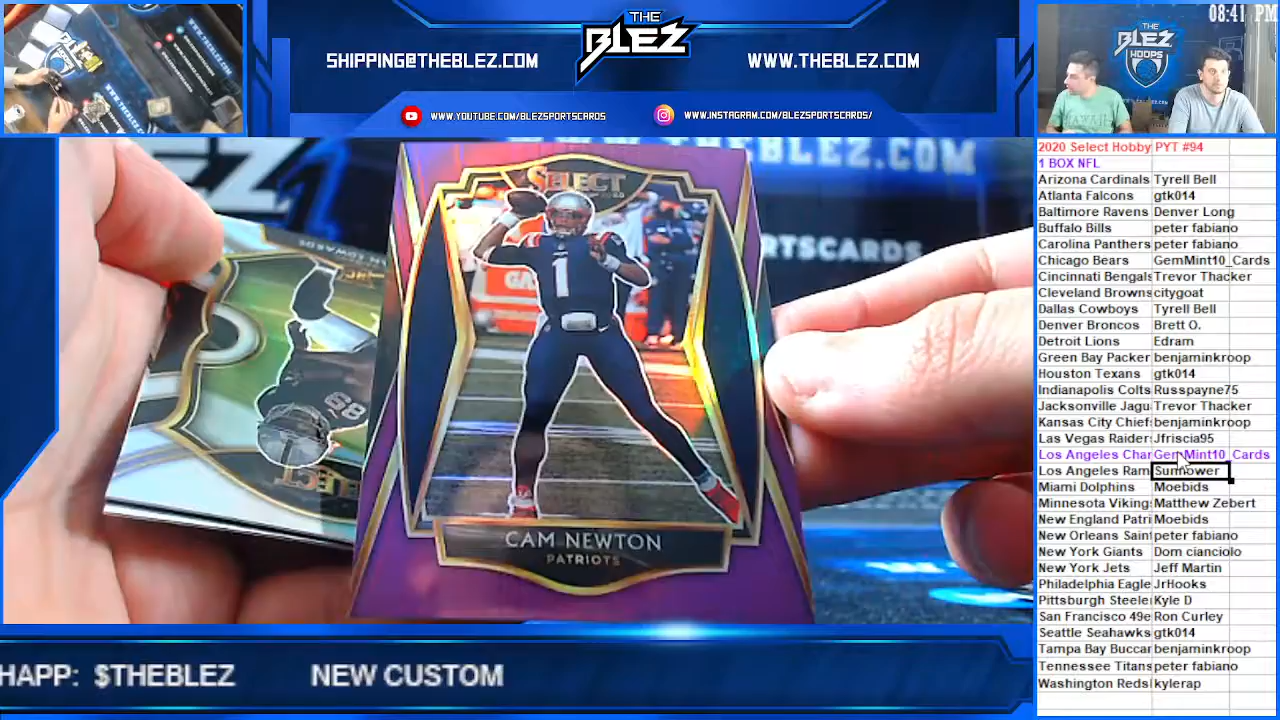 08:41 PM
THE
BLEZ
SHIPPING@THEBLEZ.COM
WWW.THEBLEZ.COM
WWW.YOUTUBE.COM/BLEZSPORTSCARDS
WWW.INSTAGRAM.COM/BLEZSPORTSCARDS/
THE
BLEZ
HOOPS
WWW.THEBLEZ.COM
RTSCARDS
SELECT
1
CAM NEWTON
PATRIOTS
EDWARDS
89
SELECT
2020 Select Hobby PYT #94
1 BOX NFL
Arizona Cardinals Tyrell Bell
Atlanta Falcons gtk014
Baltimore Ravens Denver Long
Buffalo Bills peter fabiano
Carolina Panthers peter fabiano
Chicago Bears GemMint10_Cards
Cincinnati Bengals Trevor Thacker
Cleveland Browns citygoat
Dallas Cowboys Tyrell Bell
Denver Broncos Brett O.
Detroit Lions Edram
Green Bay Packer benjaminkroop
Houston Texans gtk014
Indianapolis Colts Russpayne75
Jacksonville Jagu Trevor Thacker
Kansas City Chief benjaminkroop
Las Vegas Raider Jfriscia95
Los Angeles Char GemMint10_Cards
Los Angeles Ram Sunflower
Miami Dolphins Moebids
Minnesota Viking Matthew Zebert
New England Patri Moebids
New Orleans Saint peter fabiano
New York Giants Dom cianciolo
New York Jets Jeff Martin
Philadelphia Eagle JrHooks
Pittsburgh Steele Kyle D
San Francisco 49e Ron Curley
Seattle Seahawks gtk014
Tampa Bay Buccar benjaminkroop
Tennessee Titans peter fabiano
Washington Reds kylerap
HAPP: $THEBLEZ NEW CUSTOM